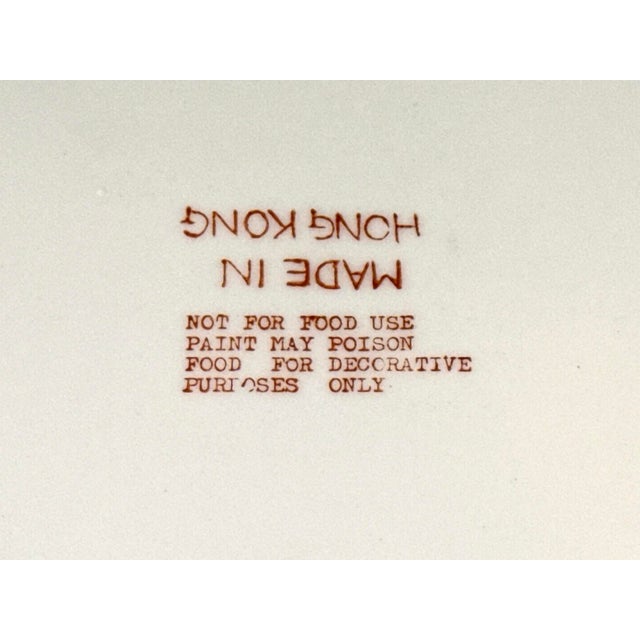 MADE IN
HONG KONG
NOT FOR FOOD USE
PAINT MAY POISON
FOOD FOR DECORATIVE
PURPOSES ONLY